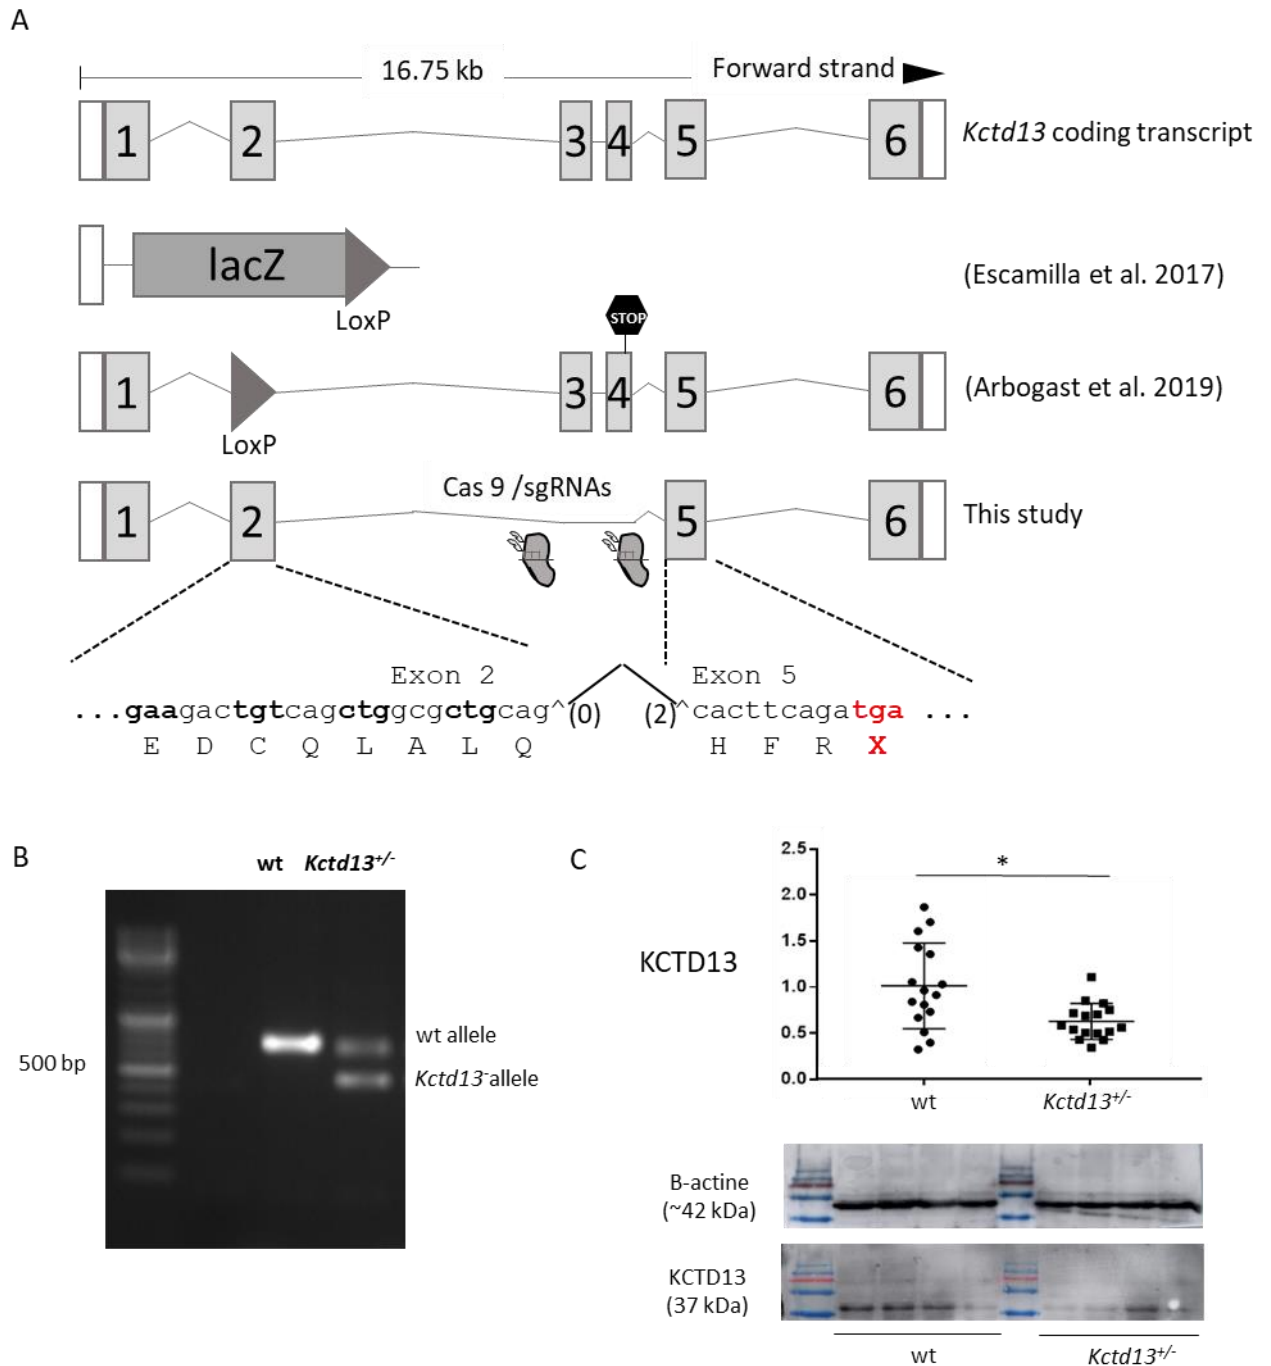 A
16.75 kb
Forward strand
1 2 3 4 5 6
Kctd13 coding transcript
lacZ
LoxP
(Escamilla et al. 2017)
STOP
1 3 4 5 6
LoxP
(Arbogast et al. 2019)
Cas 9 /sgRNAs
1 2 5 6
This study
Exon 2 Exon 5
...gaagactgtcagctggcgctgcag^(0) (2)^cacttcagatga ...
E D C Q L A L Q H F R X
B
wt Kctd13+/-
wt allele
500 bp
Kctd13-allele
C
2.5
2.0
1.5
1.0
0.5
0.0
*
KCTD13
wt Kctd13+/-
B-actine
(~42 kDa)
KCTD13
(37 kDa)
wt Kctd13+/-